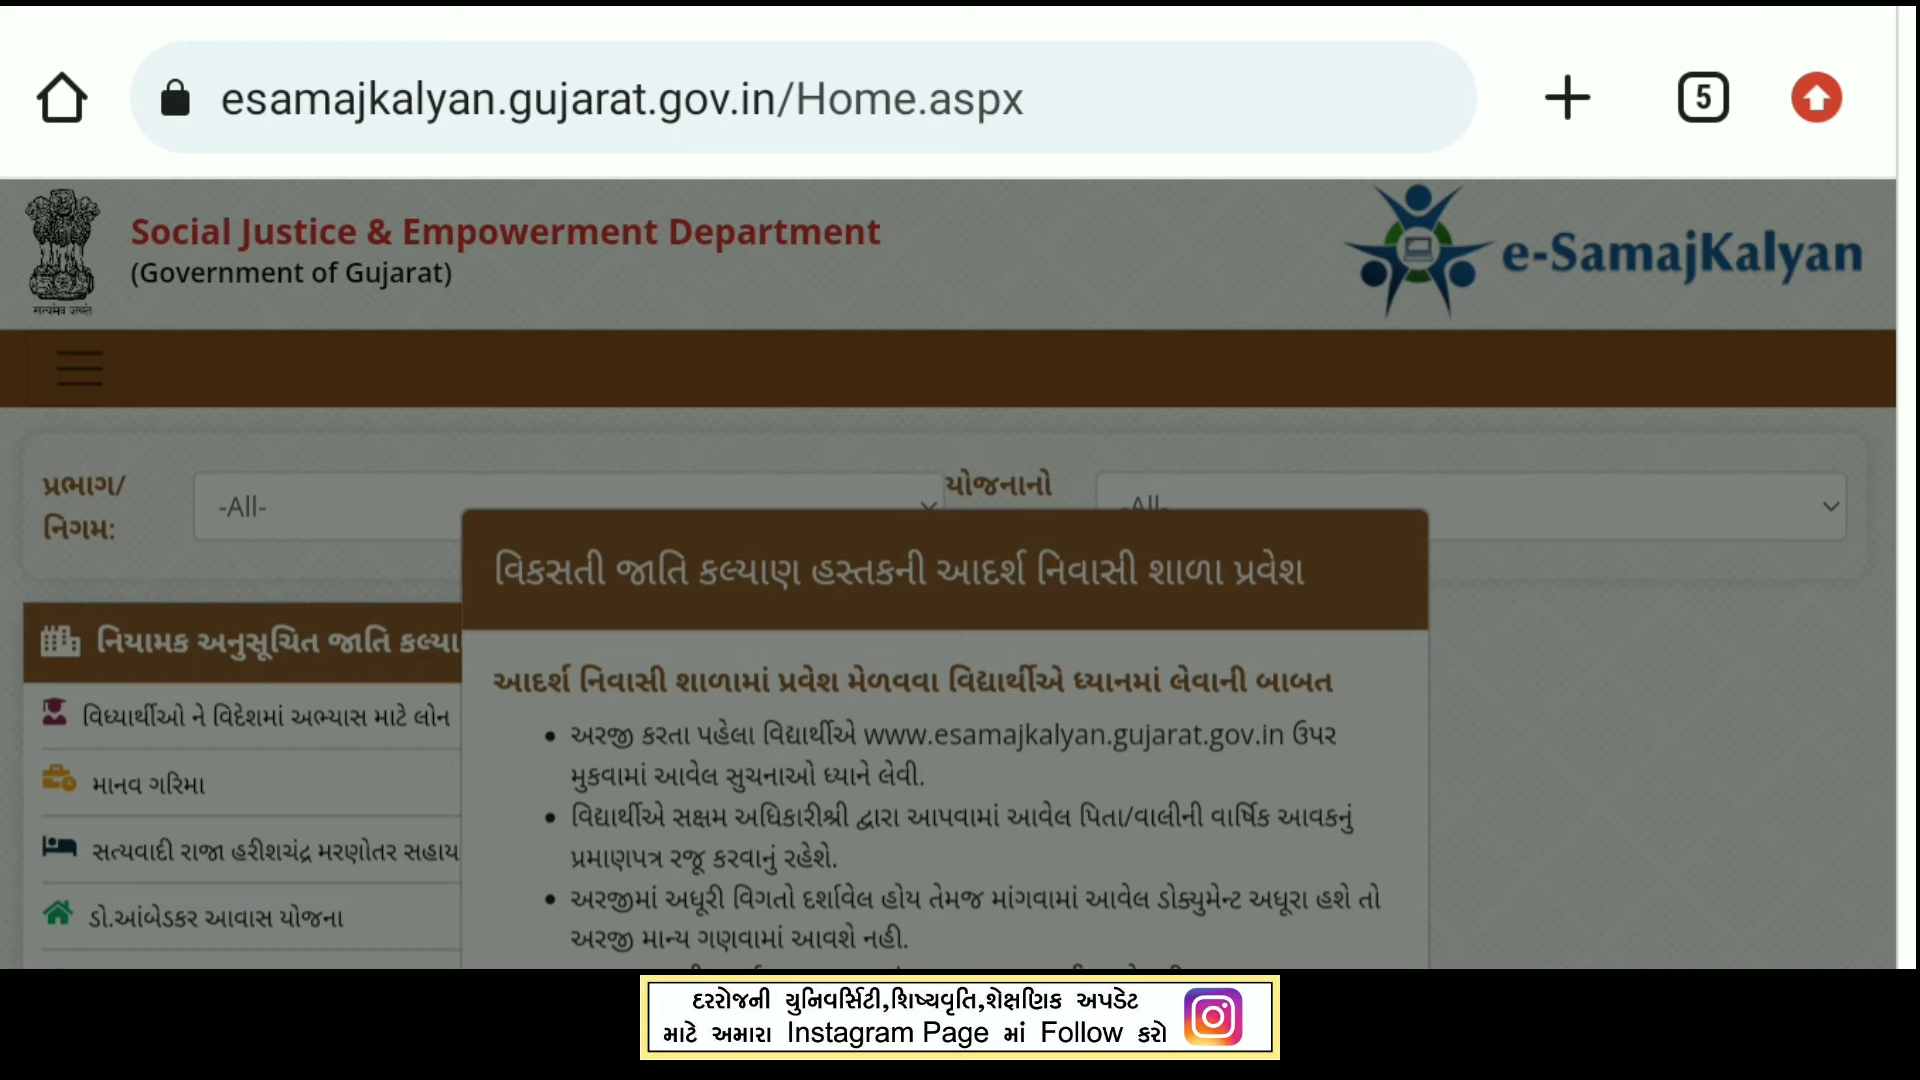 esamajkalyan.gujarat.gov.in/Home.aspx
5
Social Justice & Empowerment Department
(Government of Gujarat)
सत्यमेव जयते
e-SamajKalyan
પ્રભાગ/
નિગમ:
-All-
યોજનાનો
-All-
વિકસતી જાતિ કલ્યાણ હસ્તકની આદર્શ નિવાસી શાળા પ્રવેશ
નિયામક અનુસૂચિત જાતિ કલ્યા
વિધ્યાર્થીઓ ને વિદેશમાં અભ્યાસ માટે લોન
માનવ ગરિમા
સત્યવાદી રાજા હરીશચંદ્ર મરણોતર સહાય
ડો.આંબેડકર આવાસ યોજના
આદર્શ નિવાસી શાળામાં પ્રવેશ મેળવવા વિદ્યાર્થીએ ધ્યાનમાં લેવાની બાબત
અરજી કરતા પહેલા વિદ્યાર્થીએ www.esamajkalyan.gujarat.gov.in ઉપર
મુકવામાં આવેલ સુચનાઓ ધ્યાને લેવી.
વિદ્યાર્થીએ સક્ષમ અધિકારીશ્રી દ્વારા આપવામાં આવેલ પિતા/વાલીની વાર્ષિક આવકનું
પ્રમાણપત્ર રજૂ કરવાનું રહેશે.
અરજીમાં અધૂરી વિગતો દર્શાવેલ હોય તેમજ માંગવામાં આવેલ ડોક્યુમેન્ટ અધૂરા હશે તો
અરજી માન્ય ગણવામાં આવશે નહી.
દરરોજની યુનિવર્સિટી,શિષ્યવૃતિ,શેક્ષણિક અપડેટ
માટે અમારા Instagram Page માં Follow કરો